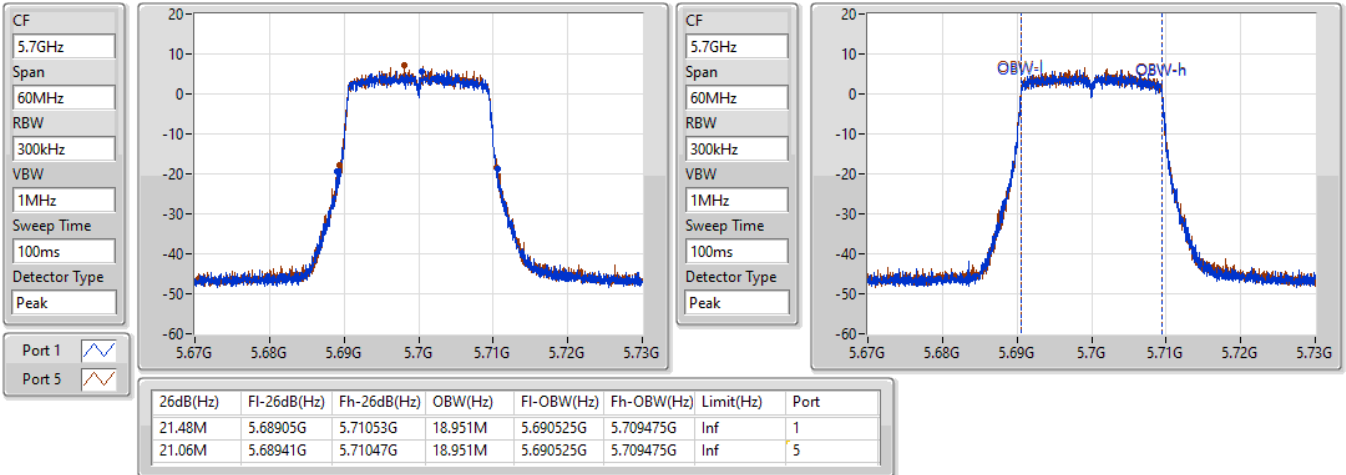 CF
5.7GHz
Span
60MHz
RBW
300kHz
VBW
1MHz
Sweep Time
100ms
Detector Type
Peak
Port 1
Port 5
20-
10-
0-
-10-
-20-
-30-
-40-
-50-
-60-
5.67G 5.68G 5.69G 5.7G 5.71G 5.72G 5.73G
CF
5.7GHz
Span
60MHz
RBW
300kHz
VBW
1MHz
Sweep Time
100ms
Detector Type
Peak
20-
10-
0-
-10-
-20-
-30-
-40-
-50-
-60-
OBW-l OBW-h
5.67G 5.68G 5.69G 5.7G 5.71G 5.72G 5.73G
26dB(Hz) Fl-26dB(Hz) Fh-26dB(Hz) OBW(Hz) Fl-OBW(Hz) Fh-OBW(Hz) Limit(Hz) Port
21.48M 5.68905G 5.71053G 18.951M 5.690525G 5.709475G Inf 1
21.06M 5.68941G 5.71047G 18.951M 5.690525G 5.709475G Inf 5